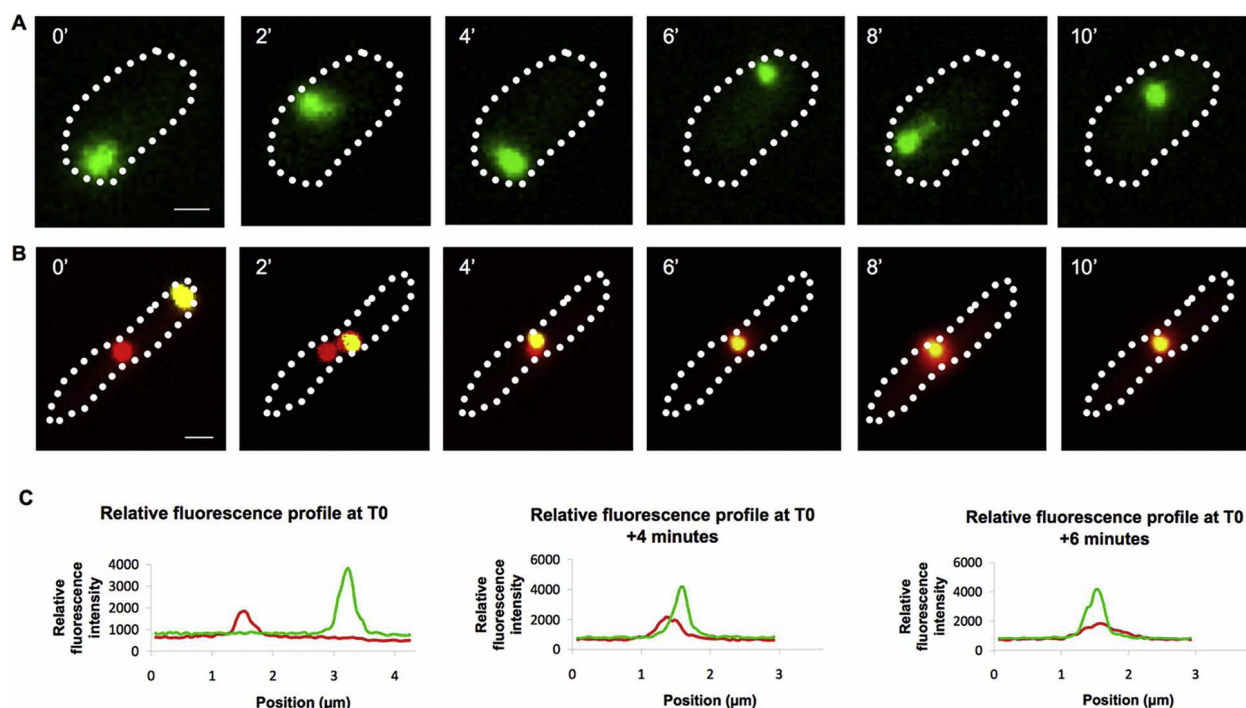 A
0’ 2’ 4’ 6’ 8’ 10’
B
0’ 2’ 4’ 6’ 8’ 10’
C
Relative fluorescence profile at T0
Relative fluorescence intensity
4000
3000
2000
1000
0
0 1 2 3 4
Position (µm)
Relative fluorescence profile at T0
+4 minutes
Relative fluorescence intensity
6000
4000
2000
0
0 1 2 3
Position (µm)
Relative fluorescence profile at T0
+6 minutes
Relative fluorescence intensity
6000
4000
2000
0
0 1 2 3
Position (µm)